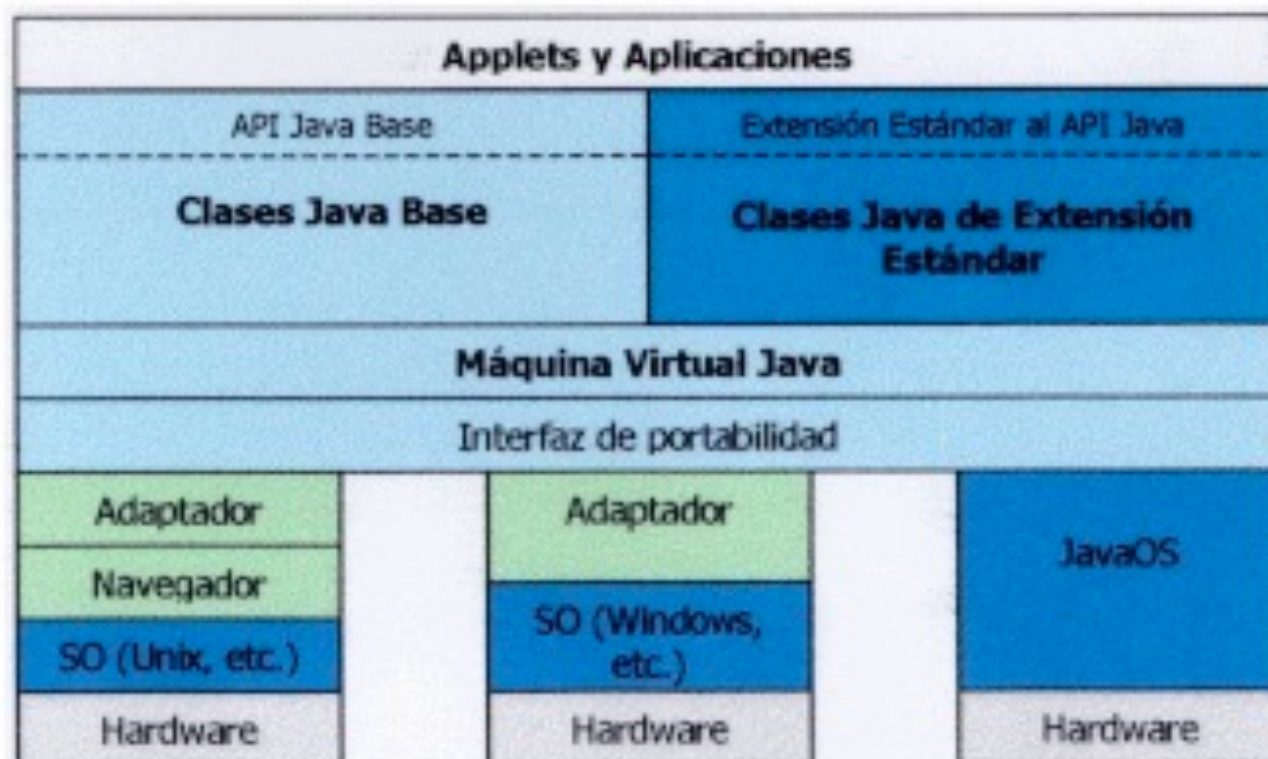 Applets y Aplicaciones
API Java Base
Extensión Estándar al API Java
Clases Java Base
Clases Java de Extensión
Estándar
Máquina Virtual Java
Interfaz de portabilidad
Adaptador
Navegador
SO (Unix, etc.)
Hardware
Adaptador
SO (Windows,
etc.)
Hardware
JavaOS
Hardware